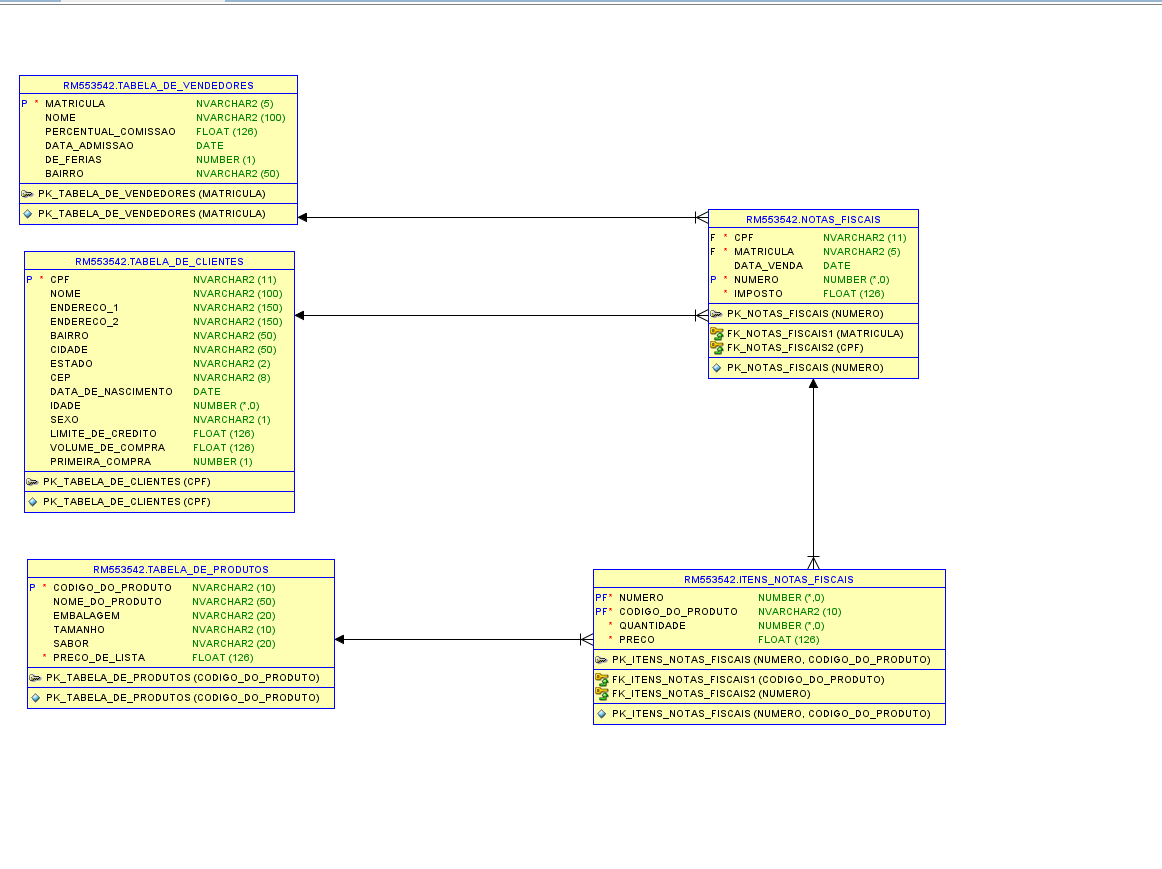 RM553542.TABELA_DE_VENDEDORES
P * MATRICULA NVARCHAR2 (5)
NOME NVARCHAR2 (100)
PERCENTUAL_COMISSAO FLOAT (126)
DATA_ADMISSAO DATE
DE_FERIAS NUMBER (1)
BAIRRO NVARCHAR2 (50)
PK_TABELA_DE_VENDEDORES (MATRICULA)
PK_TABELA_DE_VENDEDORES (MATRICULA)
RM553542.TABELA_DE_CLIENTES
P * CPF NVARCHAR2 (11)
NOME NVARCHAR2 (100)
ENDERECO_1 NVARCHAR2 (150)
ENDERECO_2 NVARCHAR2 (150)
BAIRRO NVARCHAR2 (50)
CIDADE NVARCHAR2 (50)
ESTADO NVARCHAR2 (2)
CEP NVARCHAR2 (8)
DATA_DE_NASCIMENTO DATE
IDADE NUMBER (*,0)
SEXO NVARCHAR2 (1)
LIMITE_DE_CREDITO FLOAT (126)
VOLUME_DE_COMPRA FLOAT (126)
PRIMEIRA_COMPRA NUMBER (1)
PK_TABELA_DE_CLIENTES (CPF)
PK_TABELA_DE_CLIENTES (CPF)
RM553542.NOTAS_FISCAIS
F * CPF NVARCHAR2 (11)
F * MATRICULA NVARCHAR2 (5)
DATA_VENDA DATE
P * NUMERO NUMBER (*,0)
* IMPOSTO FLOAT (126)
PK_NOTAS_FISCAIS (NUMERO)
FK_NOTAS_FISCAIS1 (MATRICULA)
FK_NOTAS_FISCAIS2 (CPF)
PK_NOTAS_FISCAIS (NUMERO)
RM553542.TABELA_DE_PRODUTOS
P * CODIGO_DO_PRODUTO NVARCHAR2 (10)
NOME_DO_PRODUTO NVARCHAR2 (50)
EMBALAGEM NVARCHAR2 (20)
TAMANHO NVARCHAR2 (10)
SABOR NVARCHAR2 (20)
* PRECO_DE_LISTA FLOAT (126)
PK_TABELA_DE_PRODUTOS (CODIGO_DO_PRODUTO)
PK_TABELA_DE_PRODUTOS (CODIGO_DO_PRODUTO)
RM553542.ITENS_NOTAS_FISCAIS
PF* NUMERO NUMBER (*,0)
PF* CODIGO_DO_PRODUTO NVARCHAR2 (10)
* QUANTIDADE NUMBER (*,0)
* PRECO FLOAT (126)
PK_ITENS_NOTAS_FISCAIS (NUMERO, CODIGO_DO_PRODUTO)
FK_ITENS_NOTAS_FISCAIS1 (CODIGO_DO_PRODUTO)
FK_ITENS_NOTAS_FISCAIS2 (NUMERO)
PK_ITENS_NOTAS_FISCAIS (NUMERO, CODIGO_DO_PRODUTO)